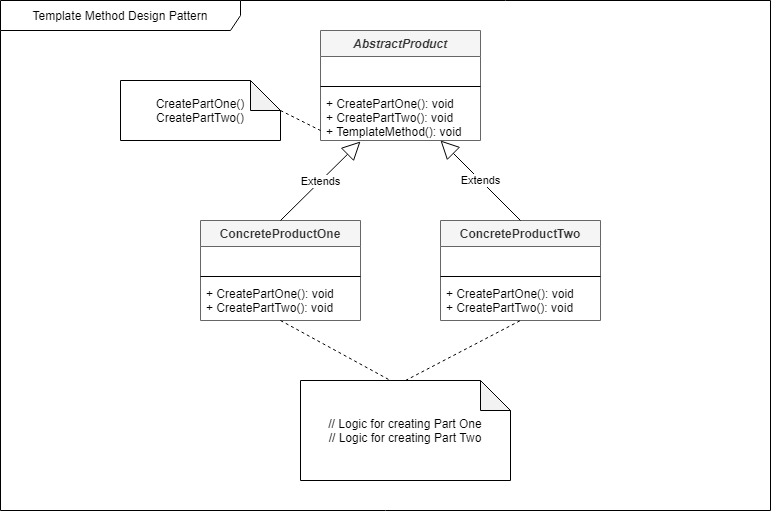 Template Method Design Pattern
AbstractProduct
+ CreatePartOne(): void
+ CreatePartTwo(): void
+ TemplateMethod(): void
CreatePartOne()
CreatePartTwo()
Extends
Extends
ConcreteProductOne
+ CreatePartOne(): void
+ CreatePartTwo(): void
ConcreteProductTwo
+ CreatePartOne(): void
+ CreatePartTwo(): void
// Logic for creating Part One
// Logic for creating Part Two